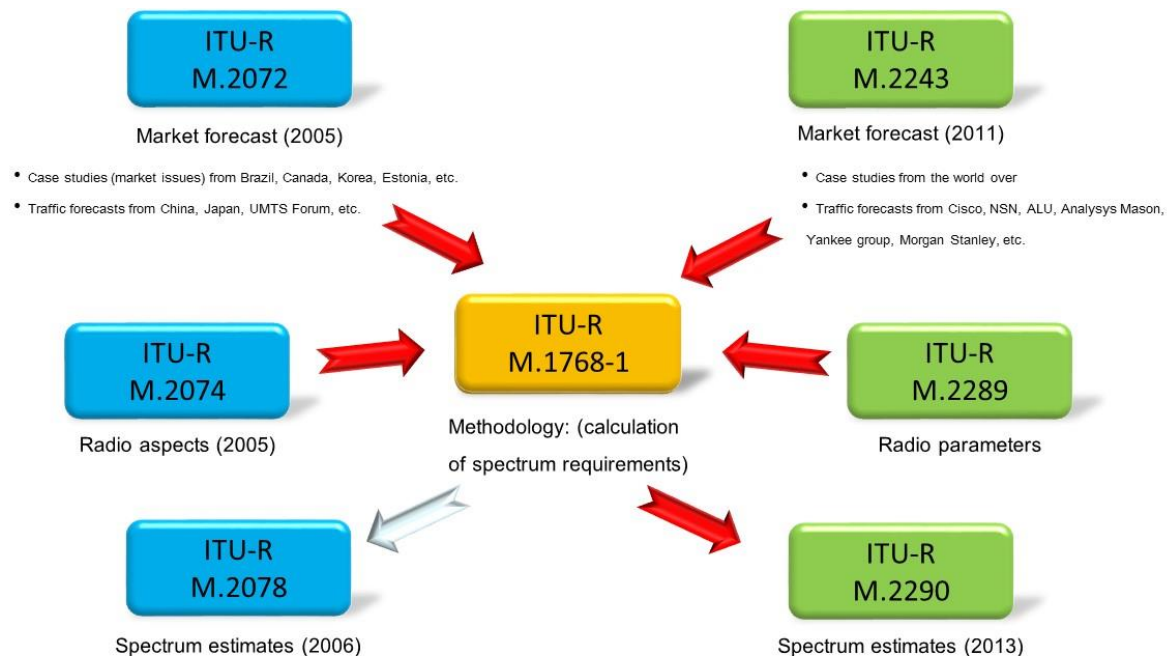 ITU-R
M.2072
Market forecast (2005)
• Case studies (market issues) from Brazil, Canada, Korea, Estonia, etc.
• Traffic forecasts from China, Japan, UMTS Forum, etc.
ITU-R
M.2243
Market forecast (2011)
• Case studies from the world over
• Traffic forecasts from Cisco, NSN, ALU, Analysys Mason,
Yankee group, Morgan Stanley, etc.
ITU-R
M.2074
Radio aspects (2005)
ITU-R
M.1768-1
Methodology: (calculation
of spectrum requirements)
ITU-R
M.2289
Radio parameters
ITU-R
M.2078
Spectrum estimates (2006)
ITU-R
M.2290
Spectrum estimates (2013)